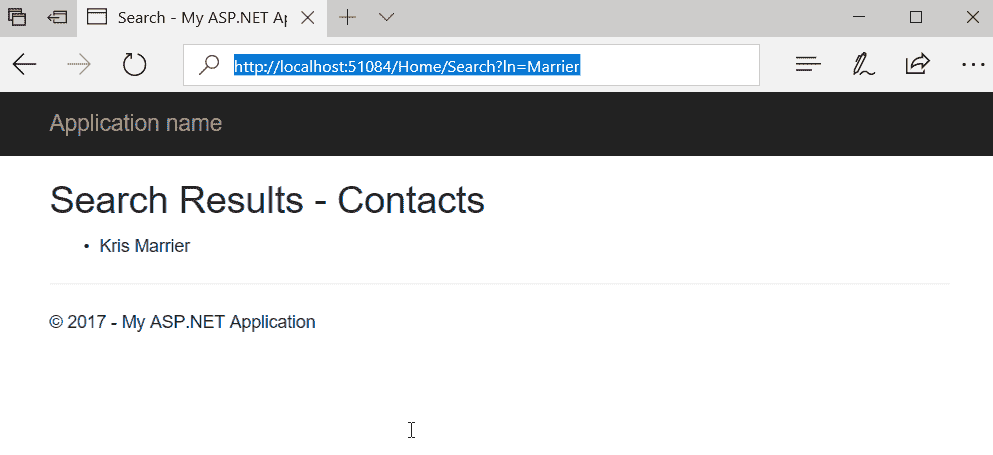 Search - My ASP.NET Ap
http://localhost:51084/Home/Search?ln=Marrier
Application name
Search Results - Contacts
• Kris Marrier
© 2017 - My ASP.NET Application